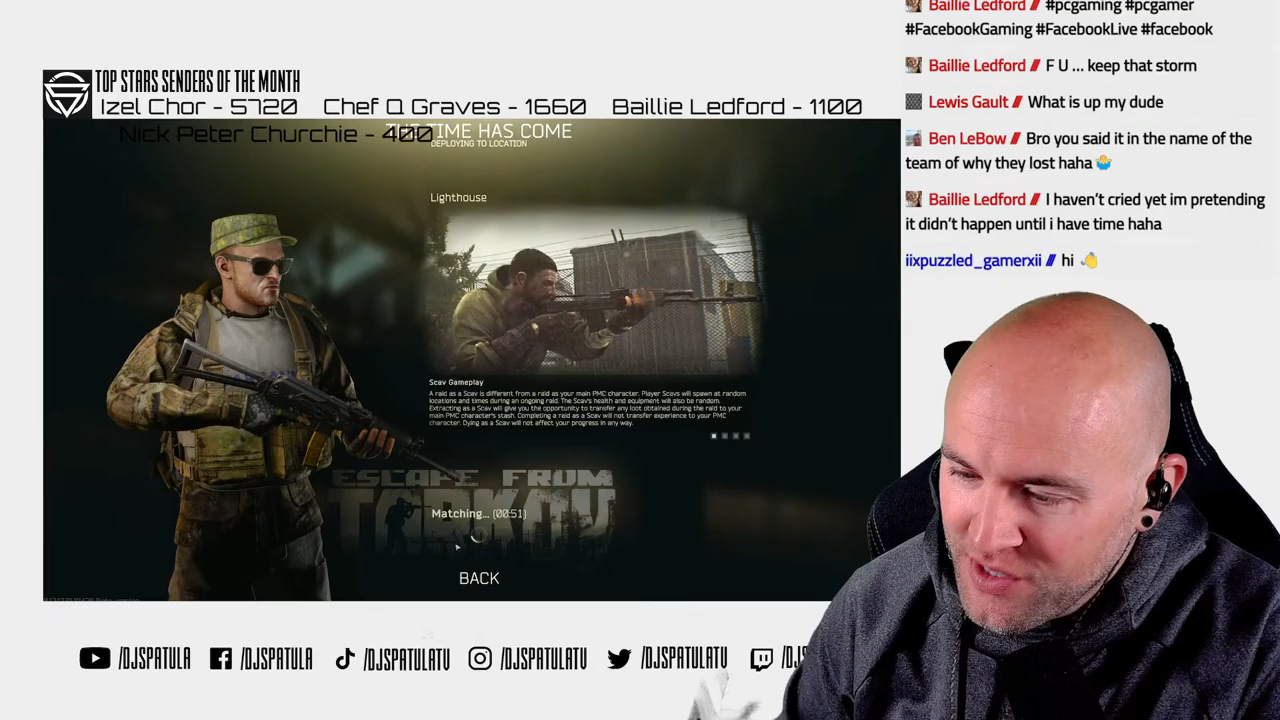 TOP STARS SENDERS OF THE MONTH
Izel Chor - 5720 Chef Q Graves - 1660 Baillie Ledford - 1100
Nick Peter Churchie - 400
THE TIME HAS COME
DEPLOYING TO LOCATION
Lighthouse
Scav Gameplay
A raid as a Scav is different from a raid as your main PMC character. Player Scavs will spawn at random
locations and times during an ongoing raid. The Scav's health and equipment will also be random.
Extracting as a Scav will give you the opportunity to transfer any loot obtained during the raid to your
main PMC character's stash. Completing a raid as a Scav will not transfer experience to your PMC
character. Dying as a Scav will not affect your progress in any way.
ESCAPE FROM
TARKOV
Matching... (00:51)
BACK
/DJSPATULA /DJSPATULA /DJSPATULATV /DJSPATULATV /DJSPATULATV /DJS
Baillie Ledford // #pcgaming #pcgamer
#FacebookGaming #FacebookLive #facebook
Baillie Ledford // F U ... keep that storm
Lewis Gault // What is up my dude
Ben LeBow // Bro you said it in the name of the
team of why they lost haha🤷
Baillie Ledford // I haven't cried yet im pretending
it didn't happen until i have time haha
iixpuzzled_gamerxii // hi 👋